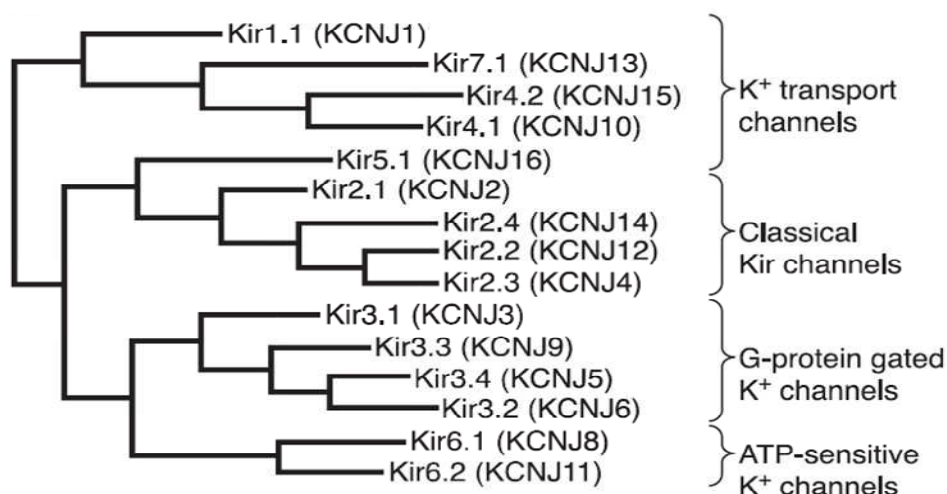 Kir1.1 (KCNJ1)
Kir7.1 (KCNJ13)
Kir4.2 (KCNJ15)
Kir4.1 (KCNJ10)
Kir5.1 (KCNJ16)
K+ transport
channels
Kir2.1 (KCNJ2)
Kir2.4 (KCNJ14)
Kir2.2 (KCNJ12)
Kir2.3 (KCNJ4)
Classical
Kir channels
Kir3.1 (KCNJ3)
Kir3.3 (KCNJ9)
Kir3.4 (KCNJ5)
Kir3.2 (KCNJ6)
G-protein gated
K+ channels
Kir6.1 (KCNJ8)
Kir6.2 (KCNJ11)
ATP-sensitive
K+ channels